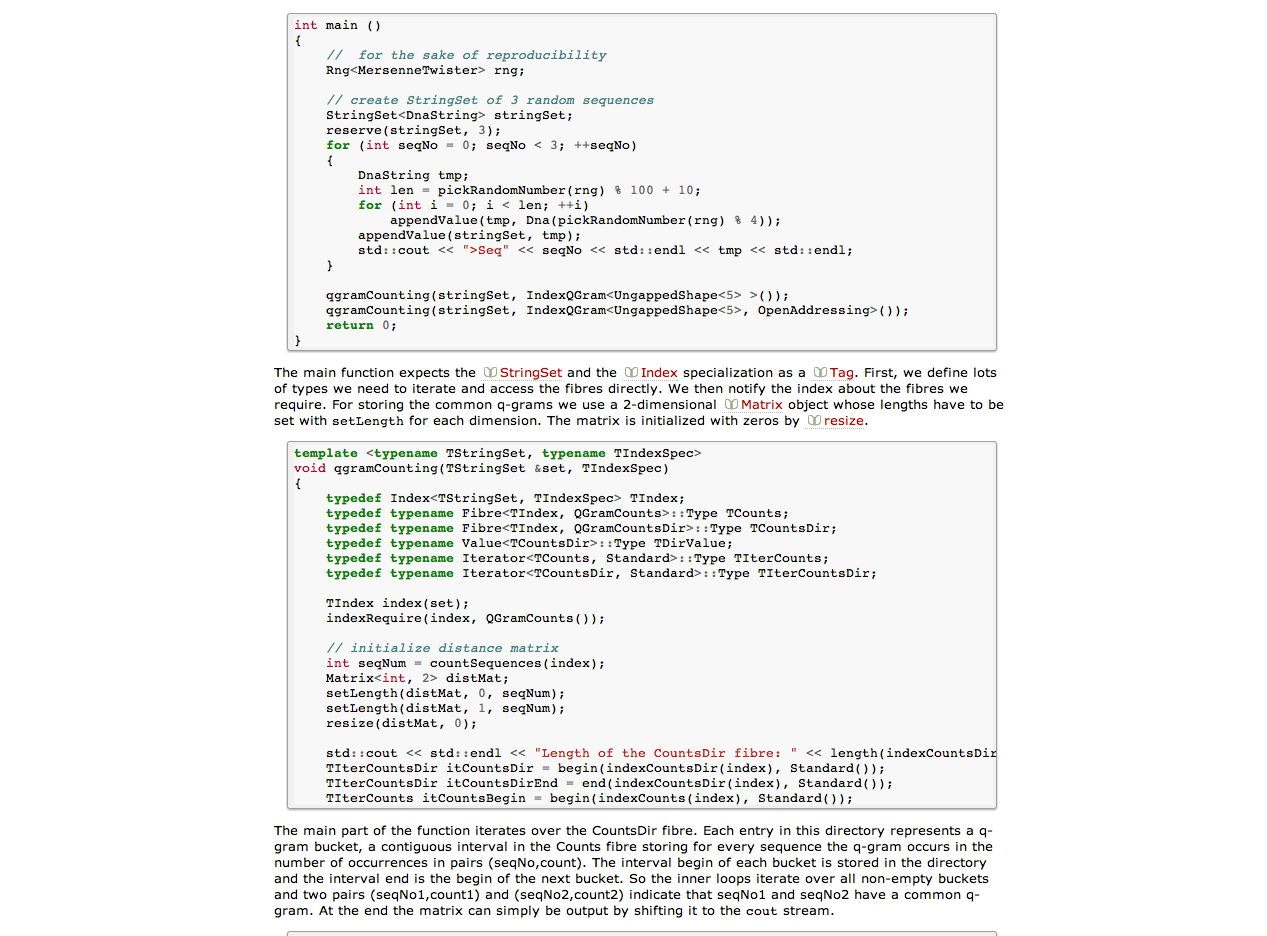 int main ()
{
    //  for the sake of reproducibility
    Rng<MersenneTwister> rng;

    // create StringSet of 3 random sequences
    StringSet<DnaString> stringSet;
    reserve(stringSet, 3);
    for (int seqNo = 0; seqNo < 3; ++seqNo)
    {
        DnaString tmp;
        int len = pickRandomNumber(rng) % 100 + 10;
        for (int i = 0; i < len; ++i)
            appendValue(tmp, Dna(pickRandomNumber(rng) % 4));
        appendValue(stringSet, tmp);
        std::cout << ">Seq" << seqNo << std::endl << tmp << std::endl;
    }

    qgramCounting(stringSet, IndexQGram<UngappedShape<5> >());
    qgramCounting(stringSet, IndexQGram<UngappedShape<5>, OpenAddressing>());
    return 0;
}
The main function expects the StringSet and the Index specialization as a Tag. First, we define lots
of types we need to iterate and access the fibres directly. We then notify the index about the fibres we
require. For storing the common q-grams we use a 2-dimensional Matrix object whose lengths have to be
set with setLength for each dimension. The matrix is initialized with zeros by resize.
template <typename TStringSet, typename TIndexSpec>
void qgramCounting(TStringSet &set, TIndexSpec)
{
    typedef Index<TStringSet, TIndexSpec> TIndex;
    typedef typename Fibre<TIndex, QGramCounts>::Type TCounts;
    typedef typename Fibre<TIndex, QGramCountsDir>::Type TCountsDir;
    typedef typename Value<TCountsDir>::Type TDirValue;
    typedef typename Iterator<TCounts, Standard>::Type TIterCounts;
    typedef typename Iterator<TCountsDir, Standard>::Type TIterCountsDir;

    TIndex index(set);
    indexRequire(index, QGramCounts());

    // initialize distance matrix
    int seqNum = countSequences(index);
    Matrix<int, 2> distMat;
    setLength(distMat, 0, seqNum);
    setLength(distMat, 1, seqNum);
    resize(distMat, 0);

    std::cout << std::endl << "Length of the CountsDir fibre: " << length(indexCountsDir
    TIterCountsDir itCountsDir = begin(indexCountsDir(index), Standard());
    TIterCountsDir itCountsDirEnd = end(indexCountsDir(index), Standard());
    TIterCounts itCountsBegin = begin(indexCounts(index), Standard());
The main part of the function iterates over the CountsDir fibre. Each entry in this directory represents a q-
gram bucket, a contiguous interval in the Counts fibre storing for every sequence the q-gram occurs in the
number of occurrences in pairs (seqNo,count). The interval begin of each bucket is stored in the directory
and the interval end is the begin of the next bucket. So the inner loops iterate over all non-empty buckets
and two pairs (seqNo1,count1) and (seqNo2,count2) indicate that seqNo1 and seqNo2 have a common q-
gram. At the end the matrix can simply be output by shifting it to the cout stream.